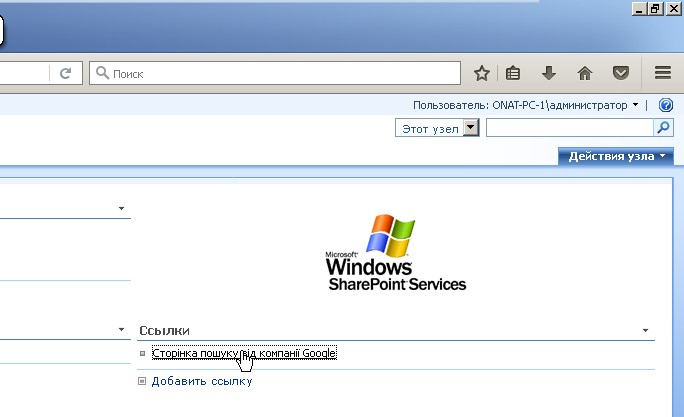 Поиск
Пользователь: ONAT-PC-1\администратор
Этот узел
Действия узла
Microsoft
Windows
SharePoint Services
Ссылки
Сторінка пошуку від компанії Google
Добавить ссылку